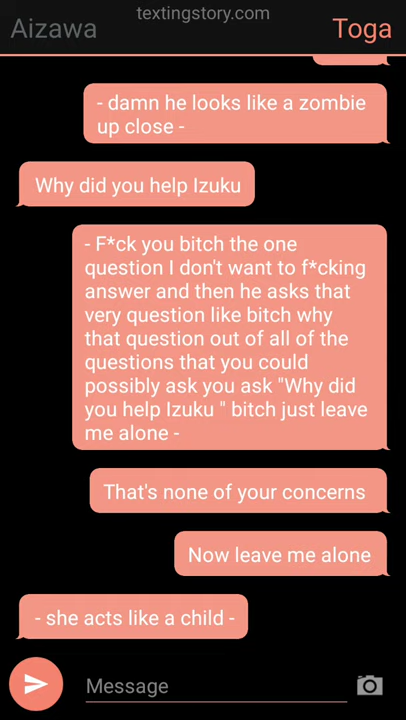 textingstory.com
Aizawa
Toga
- damn he looks like a zombie
up close -
Why did you help Izuku
- F*ck you bitch the one
question I don't want to f*cking
answer and then he asks that
very question like bitch why
that question out of all of the
questions that you could
possibly ask you ask "Why did
you help Izuku " bitch just leave
me alone -
That's none of your concerns
Now leave me alone
- she acts like a child -
Message